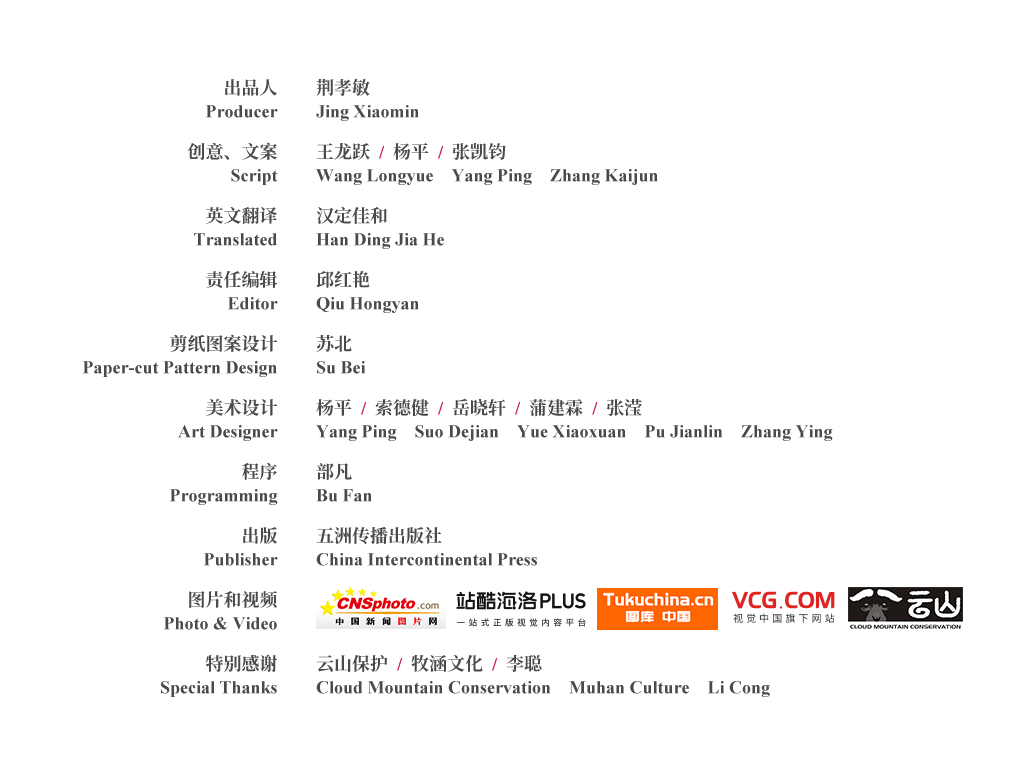 出品人 荆孝敏
Producer Jing Xiaomin
创意、文案 王龙跃 / 杨平 / 张凯钧
Script Wang Longyue Yang Ping Zhang Kaijun
英文翻译 汉定佳和
Translated Han Ding Jia He
责任编辑 邱红艳
Editor Qiu Hongyan
剪纸图案设计 苏北
Paper-cut Pattern Design Su Bei
美术设计 杨平 / 索德健 / 岳晓轩 / 蒲建霖 / 张滢
Art Designer Yang Ping Suo Dejian Yue Xiaoxuan Pu Jianlin Zhang Ying
程序 部凡
Programming Bu Fan
出版 五洲传播出版社
Publisher China Intercontinental Press
图片和视频 CNSphoto.com 站酷海洛PLUS Tukuchina.cn VCG.COM 云山
Photo & Video 中国新闻图片网 一站式正版视觉内容平台 图库 中国 视觉中国旗下网站 CLOUD MOUNTAIN CONSERVATION
特别感谢 云山保护 / 牧涵文化 / 李聪
Special Thanks Cloud Mountain Conservation Muhan Culture Li Cong